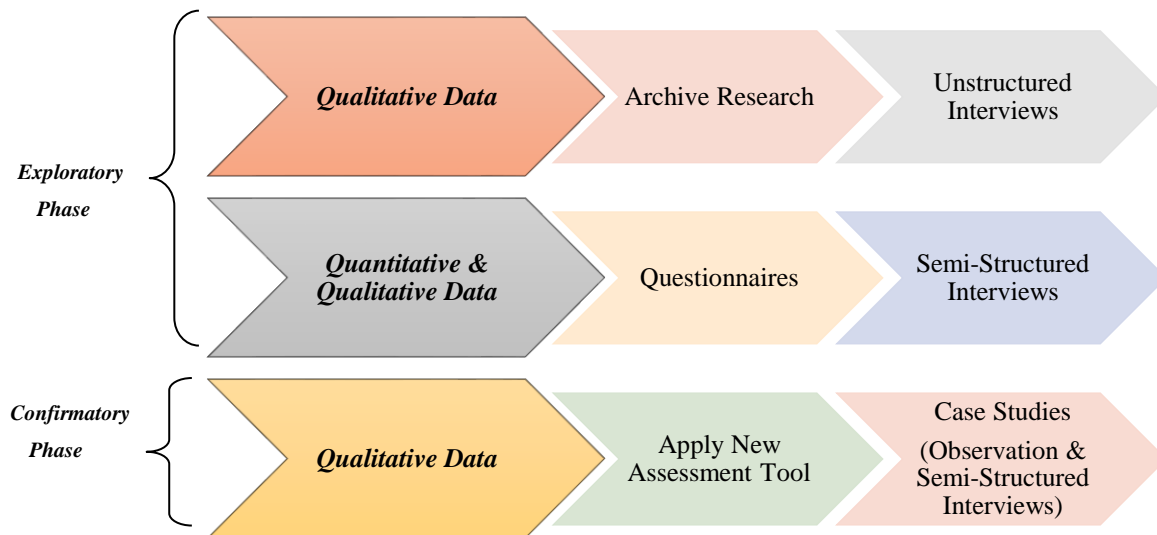 Exploratory
Phase
Qualitative Data
Archive Research
Unstructured
Interviews
Quantitative &
Qualitative Data
Questionnaires
Semi-Structured
Interviews
Confirmatory
Phase
Qualitative Data
Apply New
Assessment Tool
Case Studies
(Observation &
Semi-Structured
Interviews)